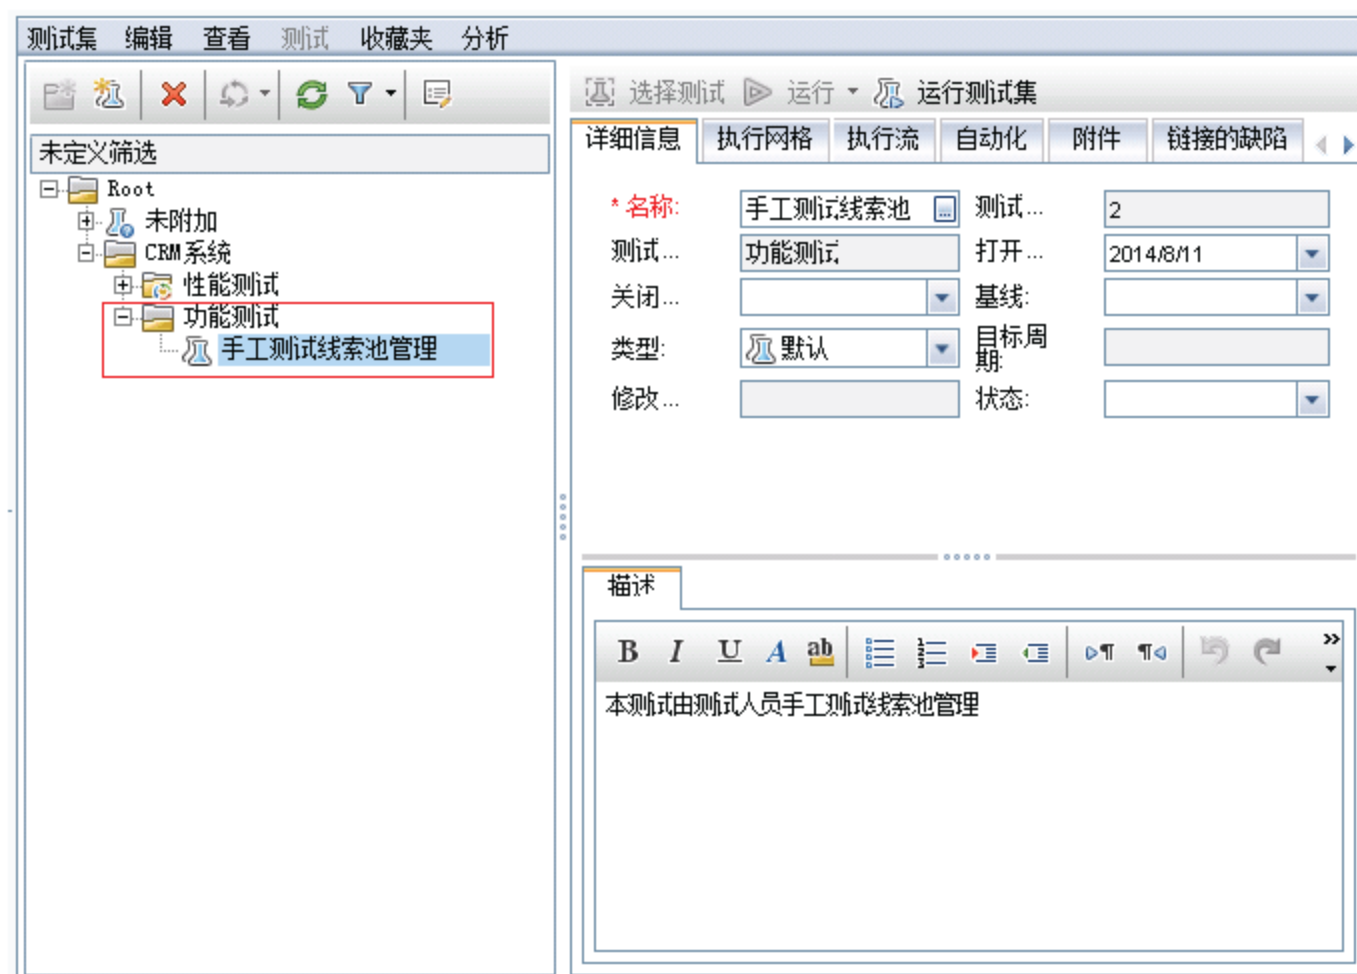 测试集 编辑 查看 测试 收藏夹 分析
选择测试 运行 运行测试集
未定义筛选
Root
未附加
CRM系统
性能测试
功能测试
手工测试线索池管理
详细信息 执行网格 执行流 自动化 附件 链接的缺陷
* 名称: 手工测试线索池 ... 测试... 2
测试... 功能测试 打开... 2014/8/11
关闭... 基线:
类型: 默认 目标周期:
修改... 状态:
描述
B I U A ab
本测试由测试人员手工测试线索池管理